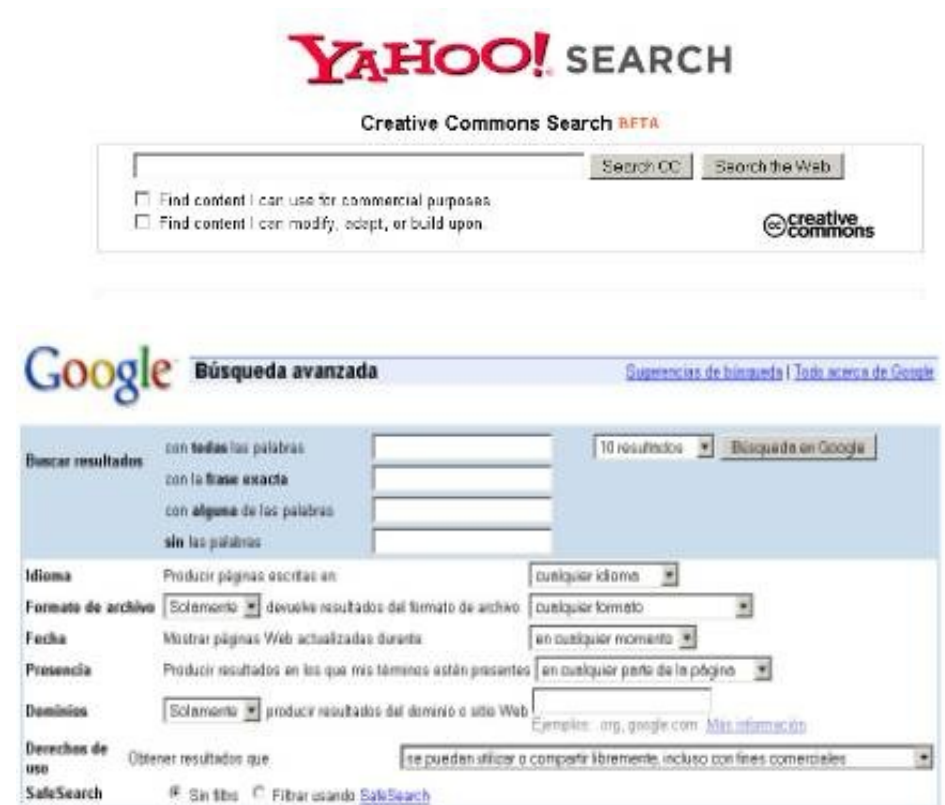 YAHOO! SEARCH
Creative Commons Search BETA
Search CC Search the Web
Find content I can use for commercial purposes
Find content I can modify, adapt, or build upon
cc creative commons
Google Búsqueda avanzada Sugerencias de búsqueda | Todo acerca de Google
Buscar resultados con todas las palabras 10 resultados Búsqueda en Google
con la frase exacta
con alguna de las palabras
sin las palabras
Idioma Producir páginas escritas en cualquier idioma
Formato de archivo Solamente devuelve resultados del formato de archivo cualquier formato
Fecha Mostrar páginas Web actualizadas durante en cualquier momento
Presencia Producir resultados en los que mis términos están presentes en cualquier parte de la página
Dominios Solamente producir resultados del dominio o sitio Web
Ejemplos: .org, google.com Más información
Derechos de uso Obtener resultados que se puedan utilizar o compartir libremente, incluso con fines comerciales
SafeSearch Sin filtro Filtrar usando SafeSearch